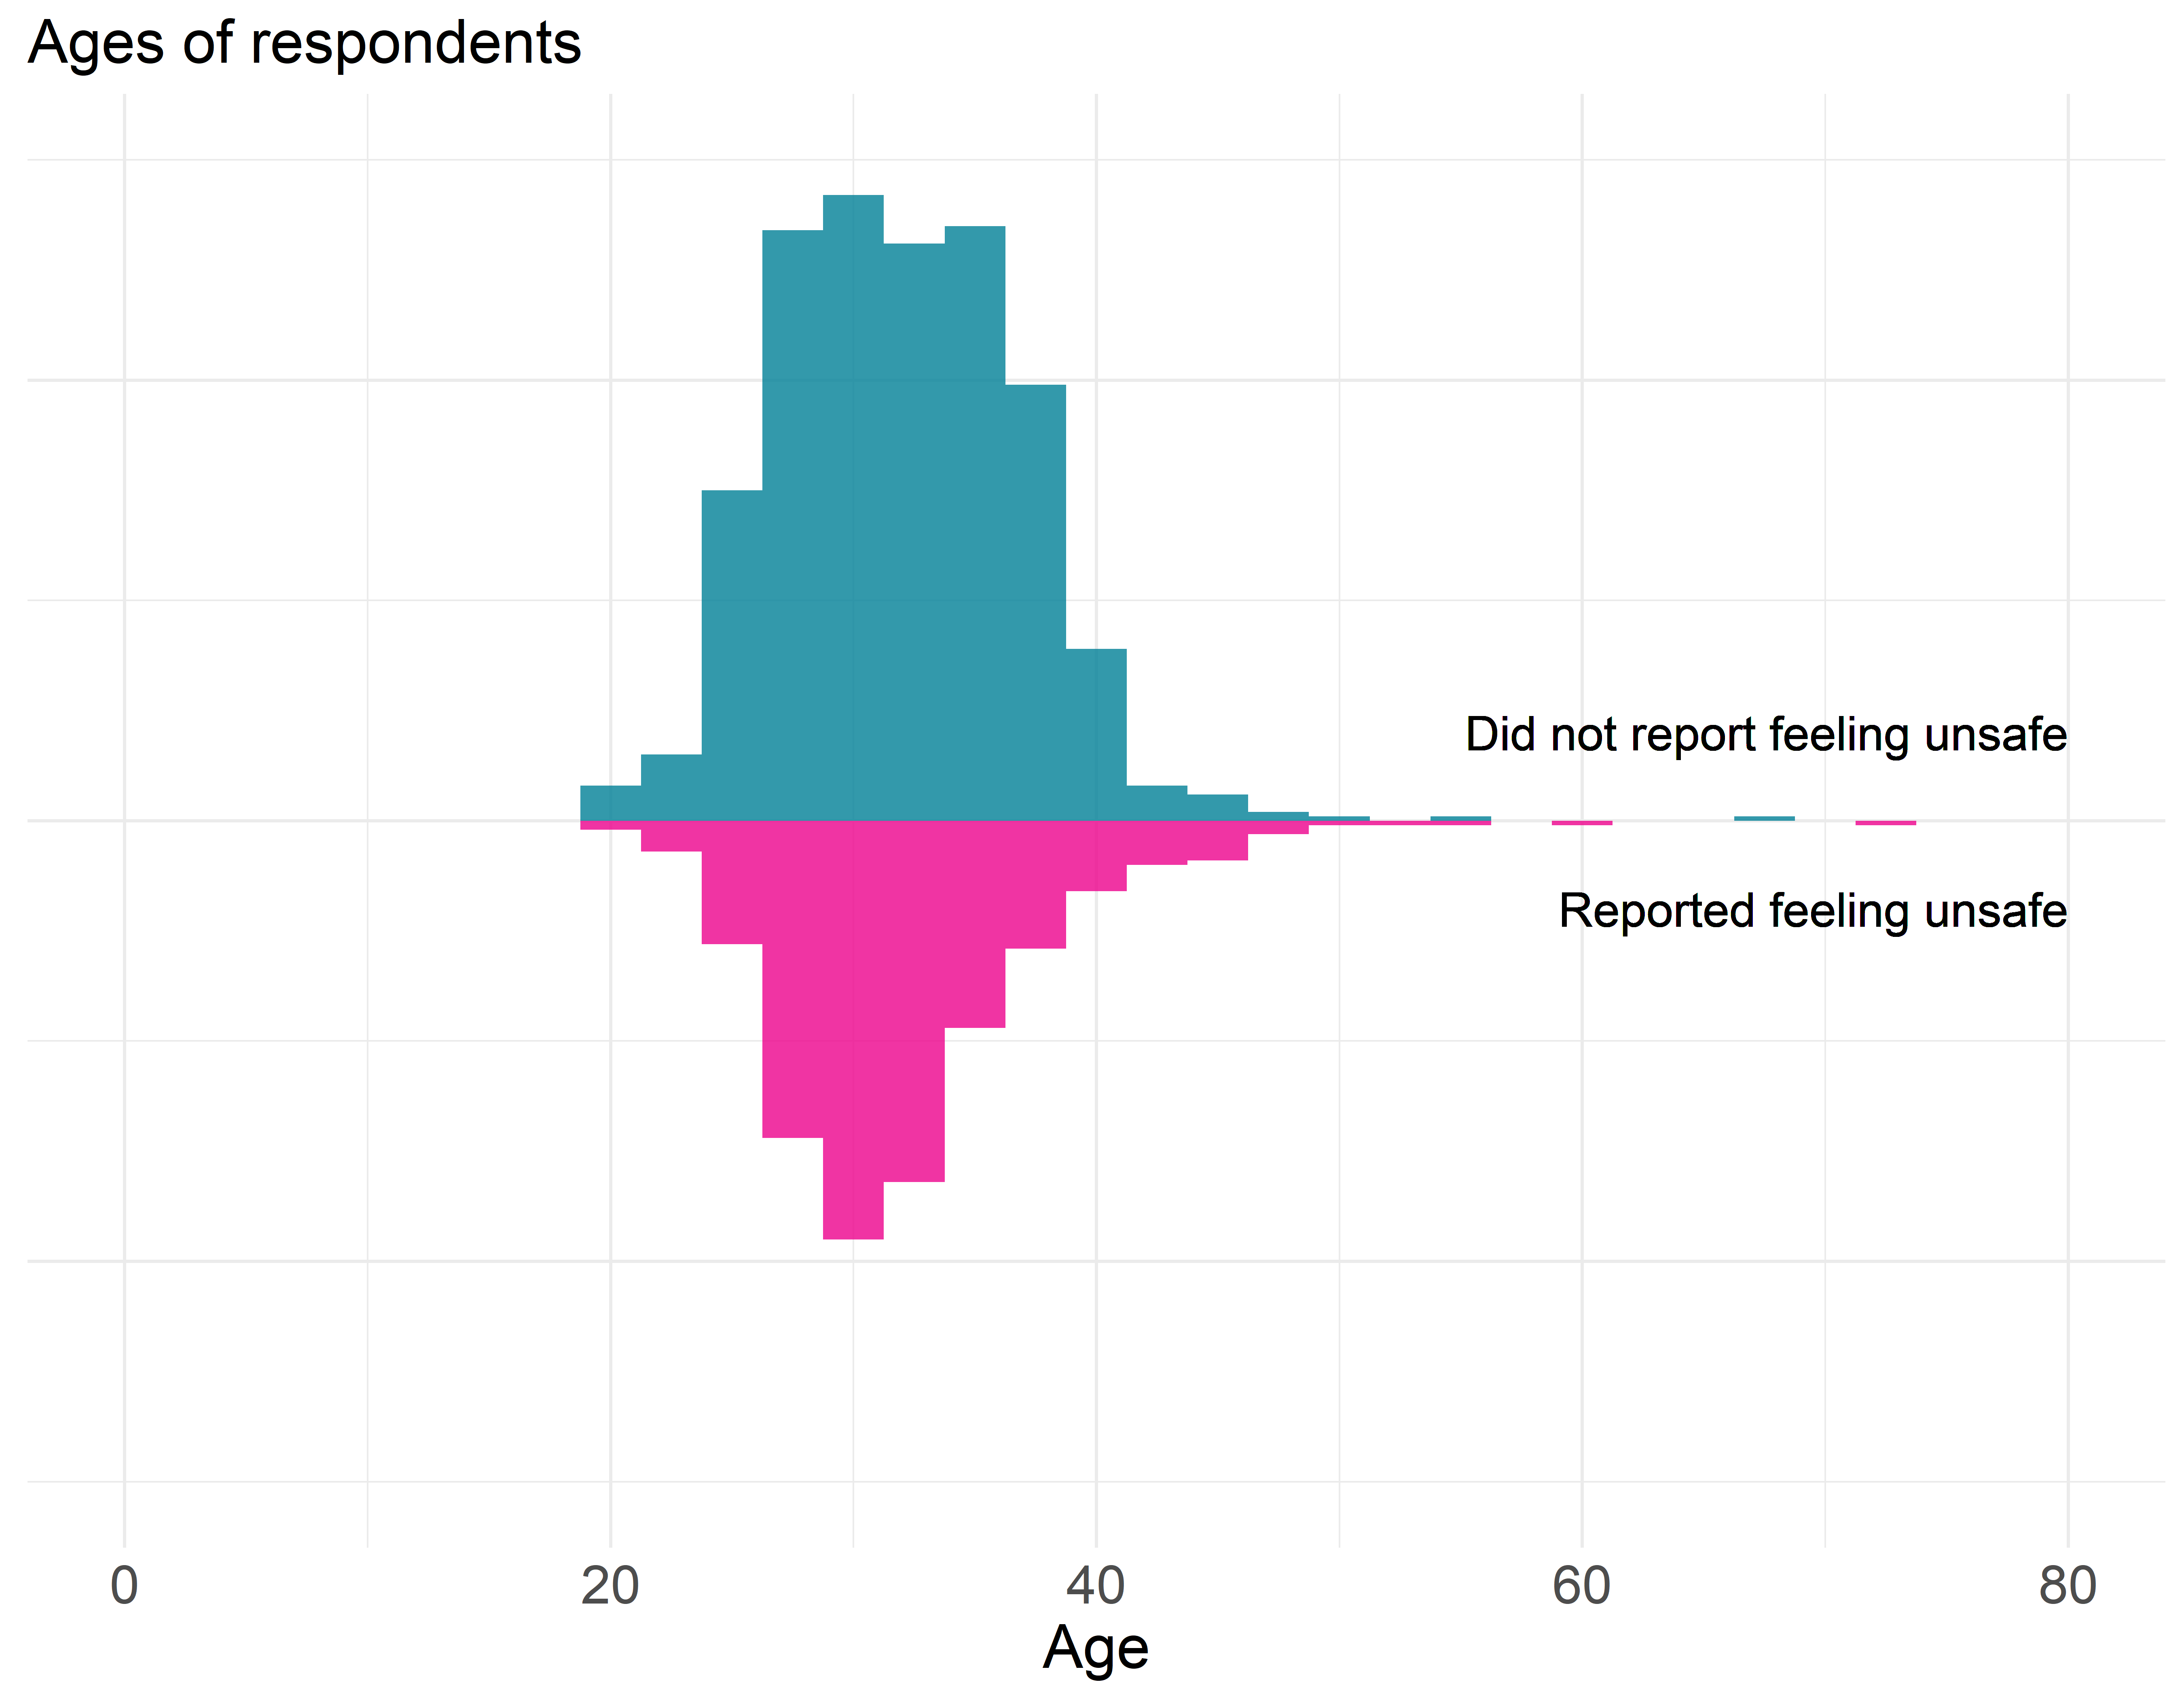 Ages of respondents
Did not report feeling unsafe
Reported feeling unsafe
0 20 40 60 80
Age